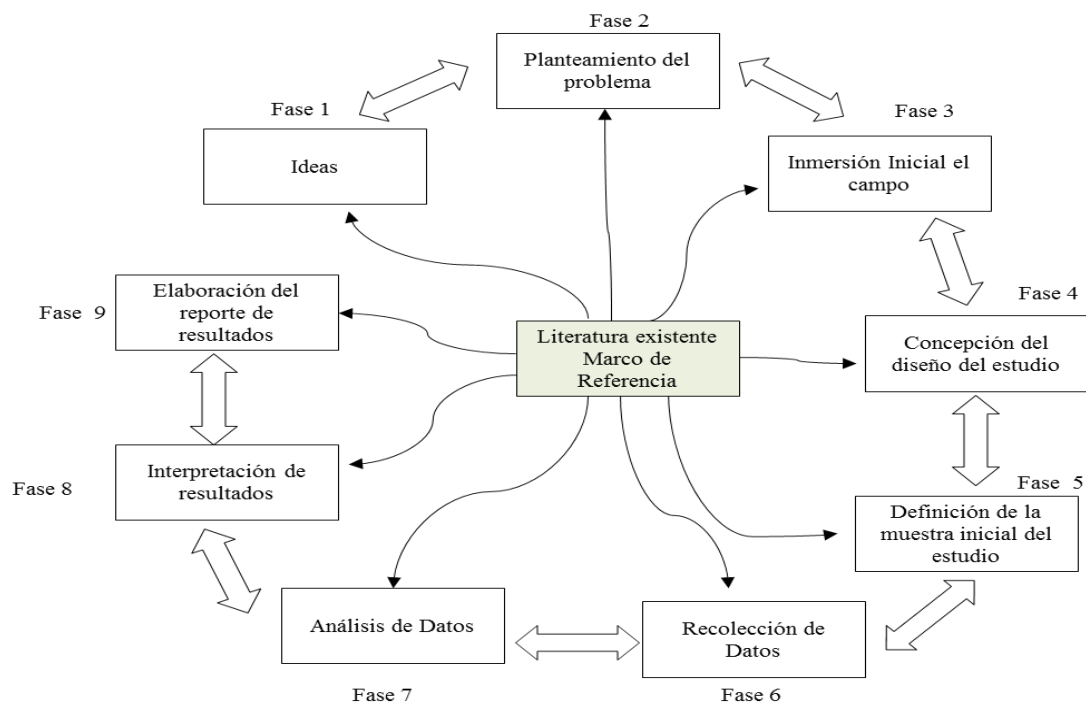 Fase 2
Planteamiento del
problema
Fase 1
Ideas
Fase 3
Inmersión Inicial el
campo
Fase 4
Concepción del
diseño del estudio
Fase 5
Definición de la
muestra inicial del
estudio
Recolección de
Datos
Fase 6
Análisis de Datos
Fase 7
Fase 8
Interpretación de
resultados
Fase 9
Elaboración del
reporte de
resultados
Literatura existente
Marco de
Referencia